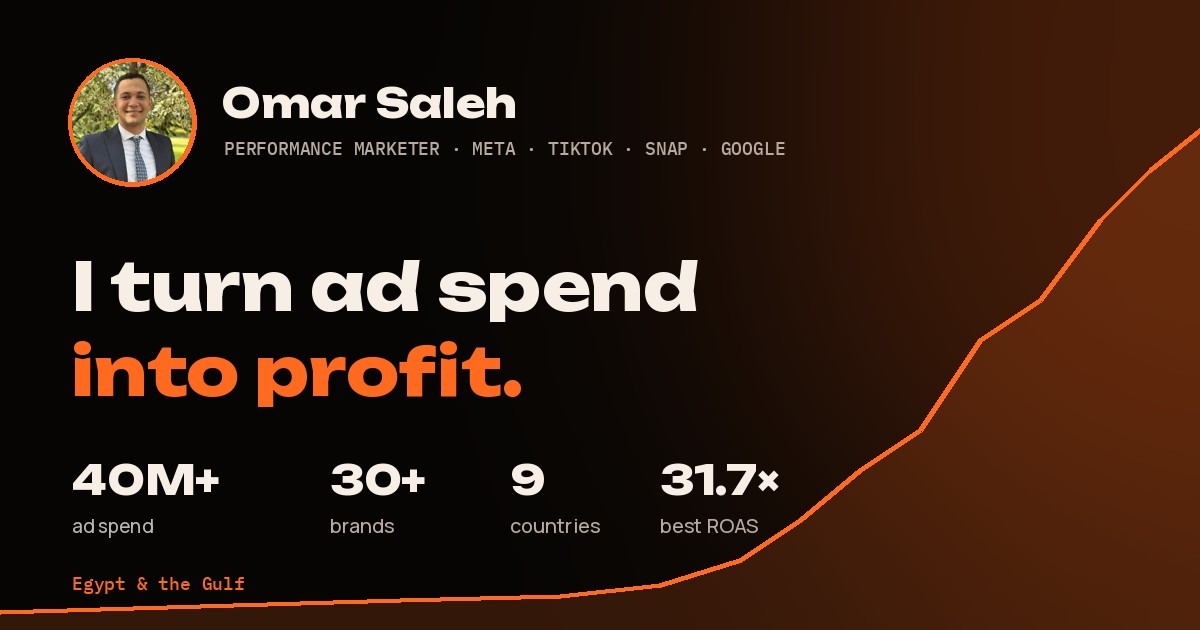 Omar Saleh
PERFORMANCE MARKETER · META · TIKTOK · SNAP · GOOGLE
I turn ad spend
into profit.
40M+ 30+ 9 31.7×
ad spend brands countries best ROAS
Egypt & the Gulf